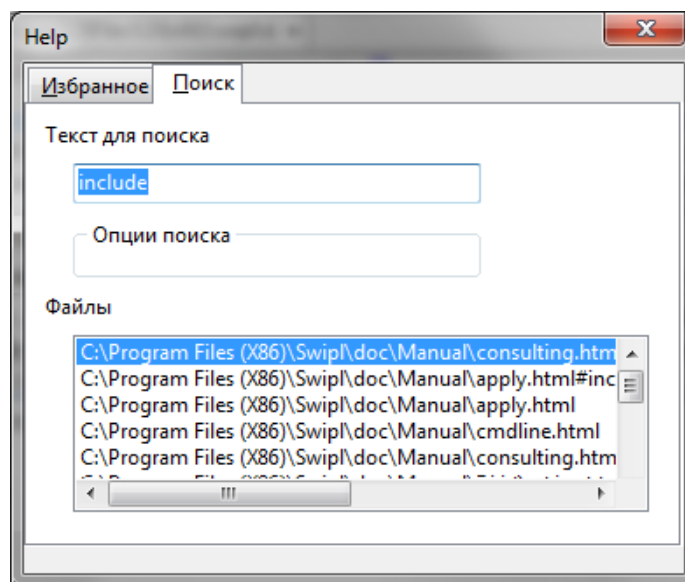 Help
Избранное Поиск
Текст для поиска
include
Опции поиска
Файлы
C:\Program Files (X86)\Swipl\doc\Manual\consulting.htm
C:\Program Files (X86)\Swipl\doc\Manual\apply.html#inc
C:\Program Files (X86)\Swipl\doc\Manual\apply.html
C:\Program Files (X86)\Swipl\doc\Manual\cmdline.html
C:\Program Files (X86)\Swipl\doc\Manual\consulting.htm